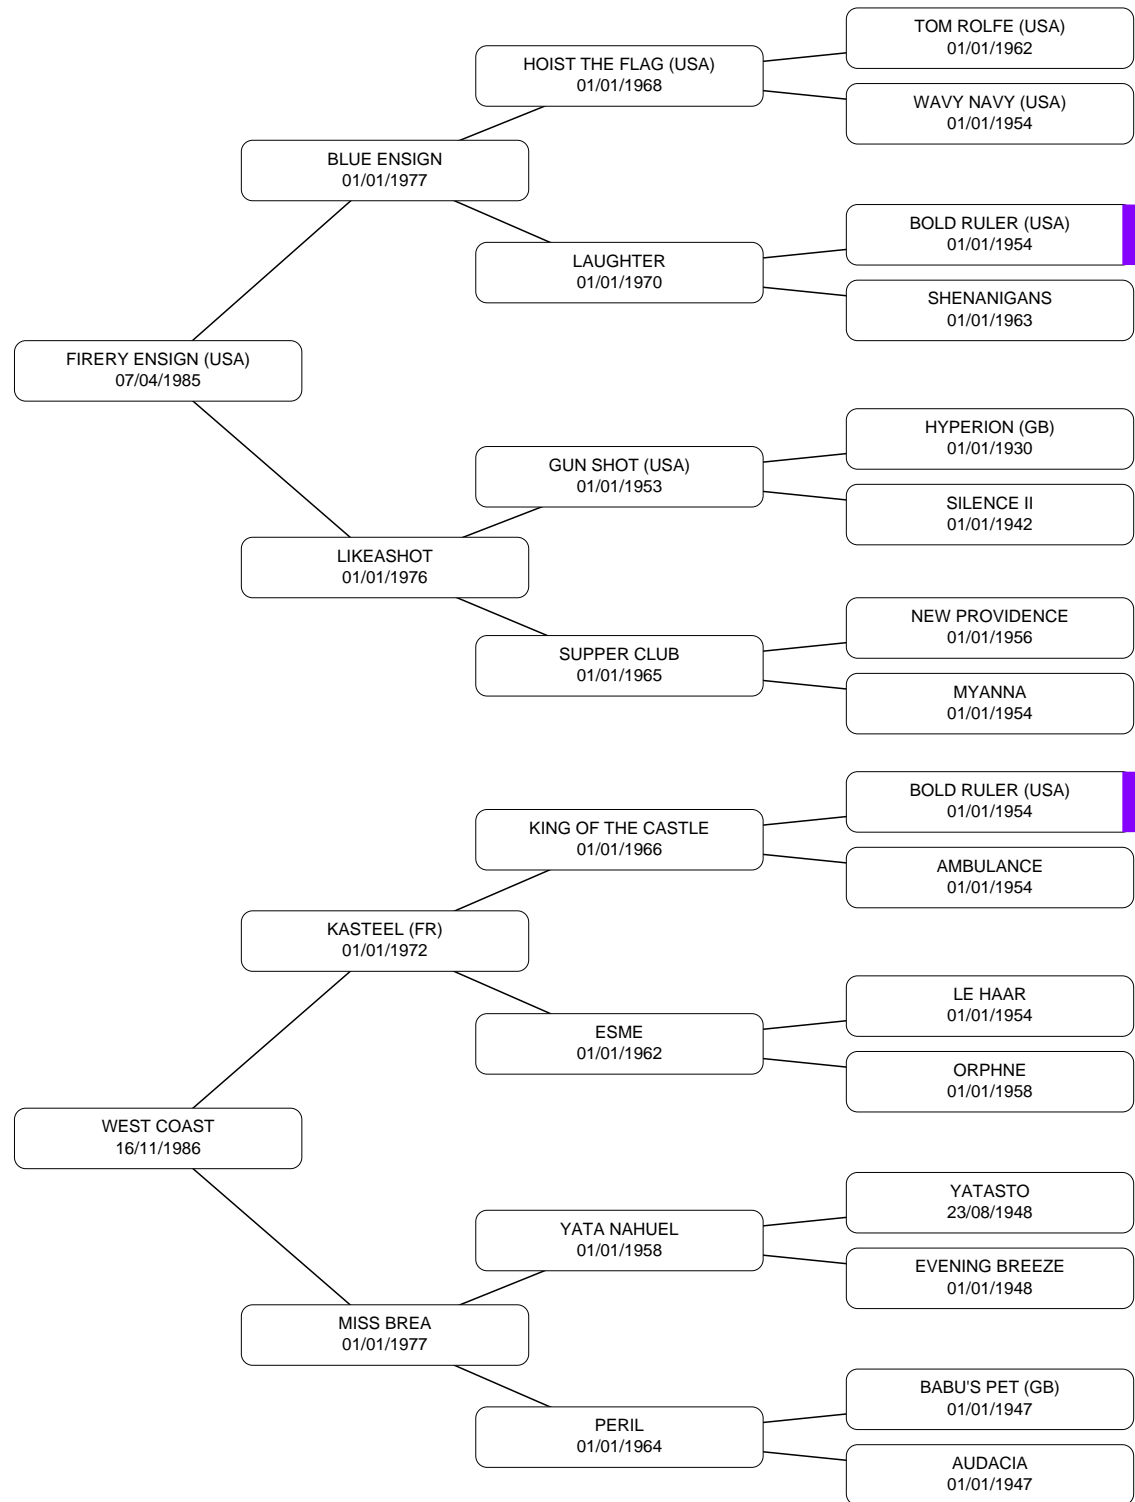 TOM ROLFE (USA)
01/01/1962
HOIST THE FLAG (USA)
01/01/1968
WAVY NAVY (USA)
01/01/1954
BLUE ENSIGN
01/01/1977
BOLD RULER (USA)
01/01/1954
LAUGHTER
01/01/1970
SHENANIGANS
01/01/1963
FIRERY ENSIGN (USA)
07/04/1985
HYPERION (GB)
01/01/1930
GUN SHOT (USA)
01/01/1953
SILENCE II
01/01/1942
LIKEASHOT
01/01/1976
NEW PROVIDENCE
01/01/1956
SUPPER CLUB
01/01/1965
MYANNA
01/01/1954
BOLD RULER (USA)
01/01/1954
KING OF THE CASTLE
01/01/1966
AMBULANCE
01/01/1954
KASTEEL (FR)
01/01/1972
LE HAAR
01/01/1954
ESME
01/01/1962
ORPHNE
01/01/1958
WEST COAST
16/11/1986
YATASTO
23/08/1948
YATA NAHUEL
01/01/1958
EVENING BREEZE
01/01/1948
MISS BREA
01/01/1977
BABU'S PET (GB)
01/01/1947
PERIL
01/01/1964
AUDACIA
01/01/1947